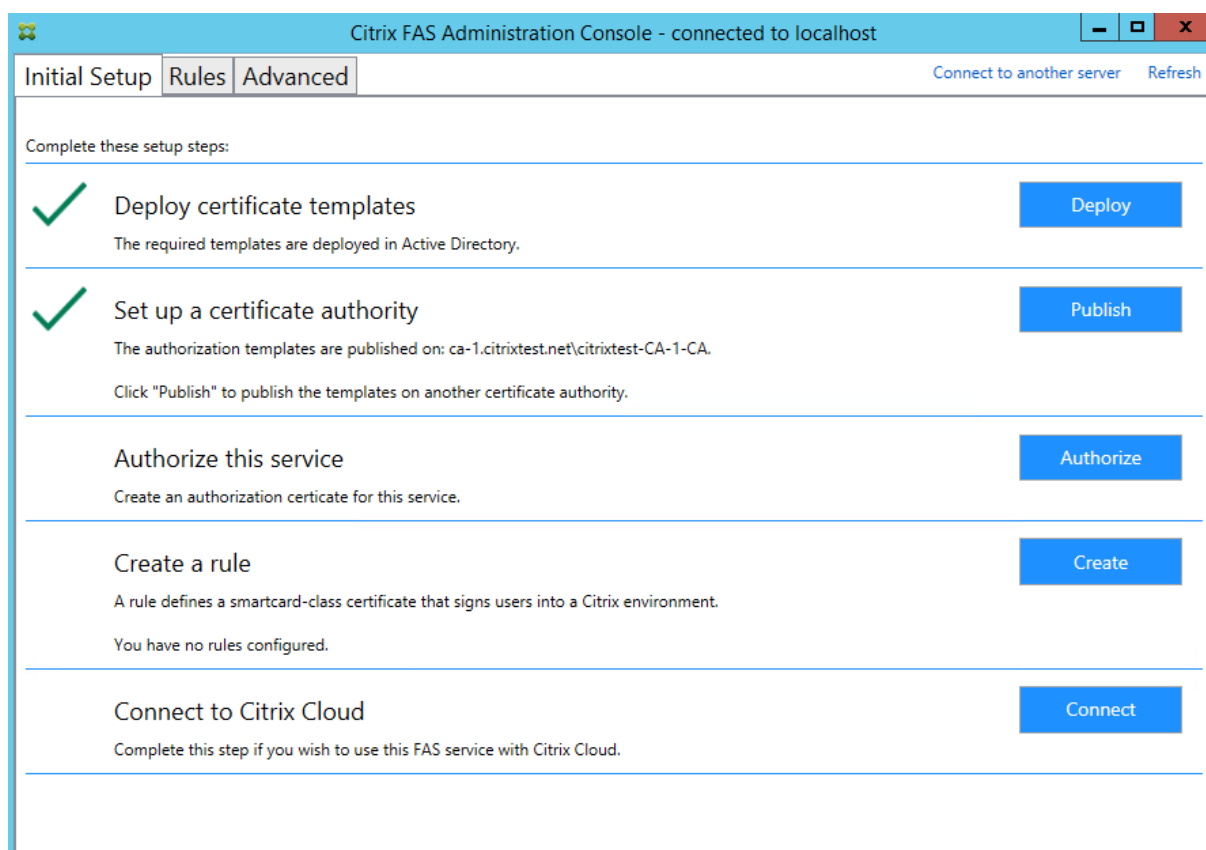 Citrix FAS Administration Console - connected to localhost
Initial Setup Rules Advanced Connect to another server Refresh
Complete these setup steps:
Deploy certificate templates Deploy
The required templates are deployed in Active Directory.
Set up a certificate authority Publish
The authorization templates are published on: ca-1.citrixtest.net\citrixtest-CA-1-CA.
Click "Publish" to publish the templates on another certificate authority.
Authorize this service Authorize
Create an authorization certicate for this service.
Create a rule Create
A rule defines a smartcard-class certificate that signs users into a Citrix environment.
You have no rules configured.
Connect to Citrix Cloud Connect
Complete this step if you wish to use this FAS service with Citrix Cloud.